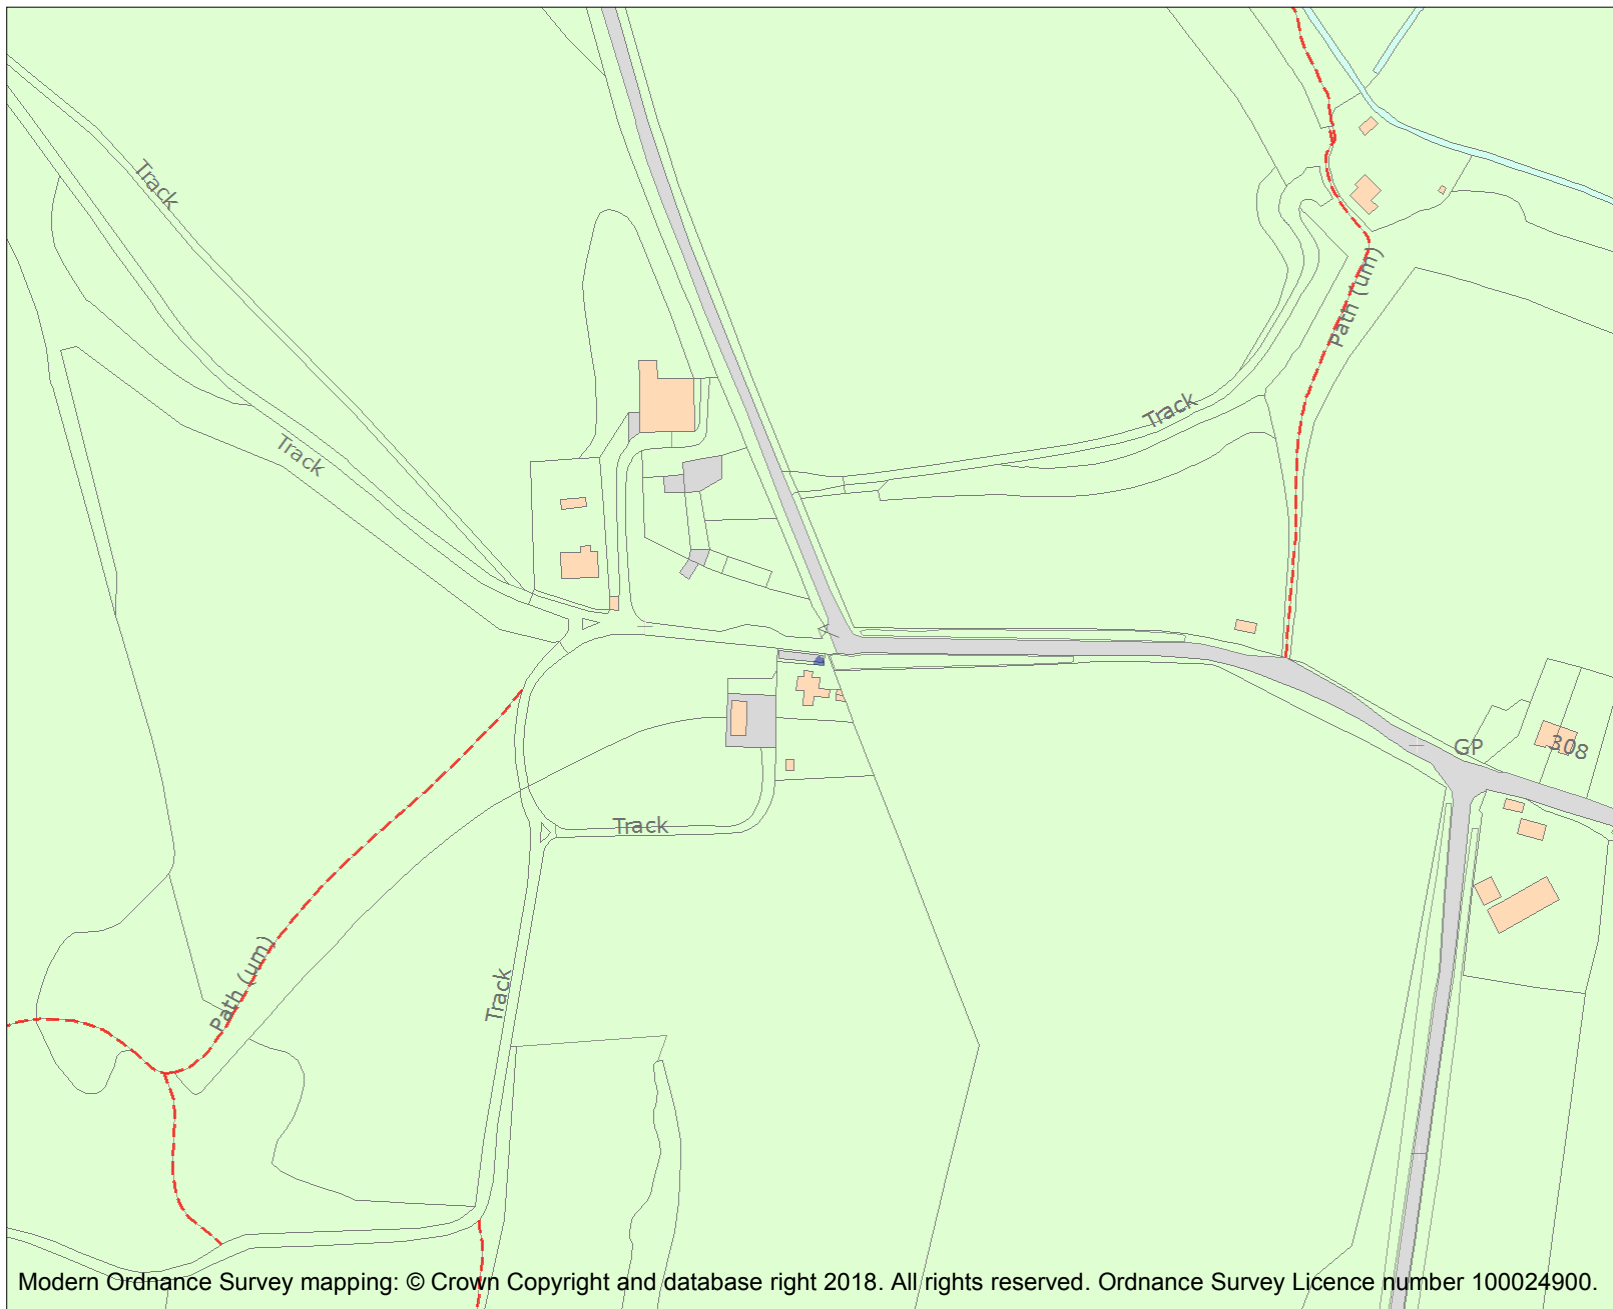 Track
Path (um)
Track
Track
308
GP
Track
Path (um)
Track
Modern Ordnance Survey mapping: © Crown Copyright and database right 2018. All rights reserved. Ordnance Survey Licence number 100024900.